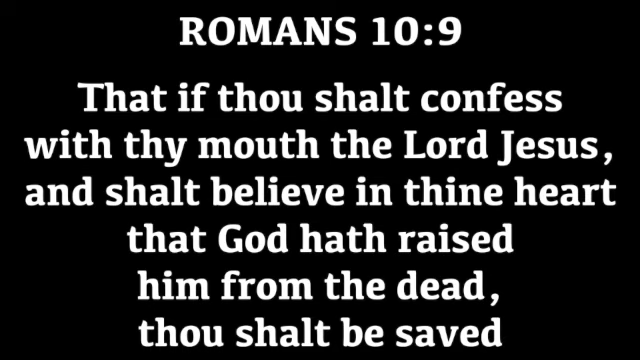 ROMANS 10:9
That if thou shalt confess
with thy mouth the Lord Jesus,
and shalt believe in thine heart
that God hath raised
him from the dead,
thou shalt be saved